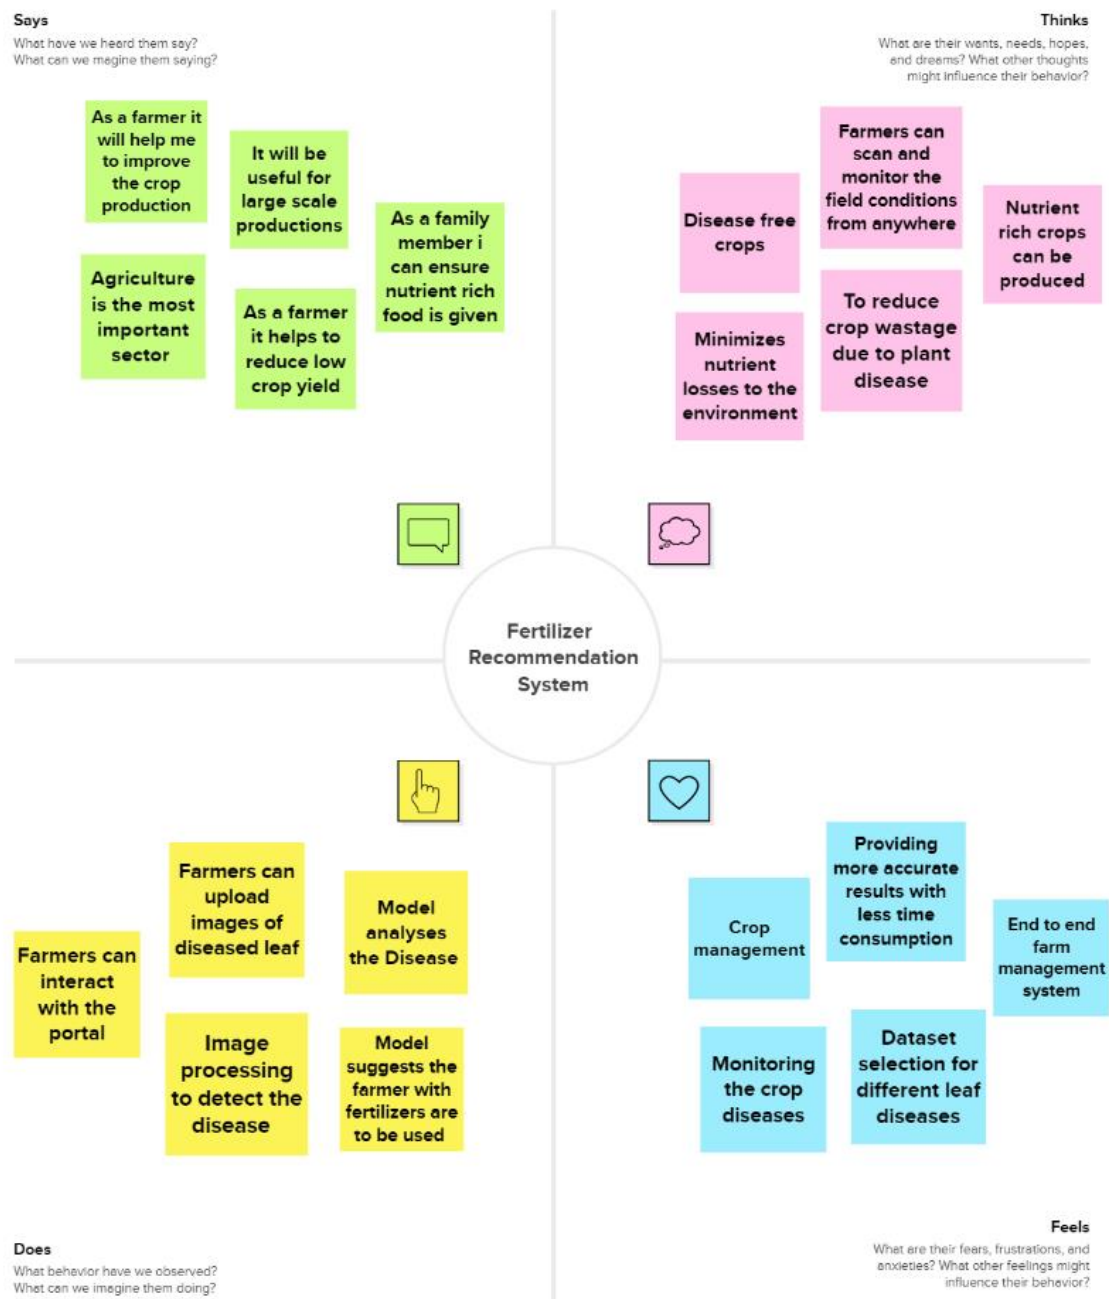 Says
What have we heard them say?
What can we magine them saying?
As a farmer it
will help me
to improve
the crop
production
It will be
useful for
large scale
productions
As a family
member i
can ensure
nutrient rich
food is given
Agriculture
is the most
important
sector
As a farmer
it helps to
reduce low
crop yield
Thinks
What are their wants, needs, hopes,
and dreams? What other thoughts
might influence their behavior?
Farmers can
scan and
monitor the
field conditions
from anywhere
Disease free
crops
Nutrient
rich crops
can be
produced
Minimizes
nutrient
losses to the
environment
To reduce
crop wastage
due to plant
disease
Fertilizer
Recommendation
System
Farmers can
upload
images of
diseased leaf
Model
analyses
the Disease
Farmers can
interact
with the
portal
Image
processing
to detect the
disease
Model
suggests the
farmer with
fertilizers are
to be used
Does
What behavior have we observed?
What can we imagine them doing?
Providing
more accurate
results with
less time
consumption
Crop
management
End to end
farm
management
system
Monitoring
the crop
diseases
Dataset
selection for
different leaf
diseases
Feels
What are their fears, frustrations, and
anxieties? What other feelings might
influence their behavior?